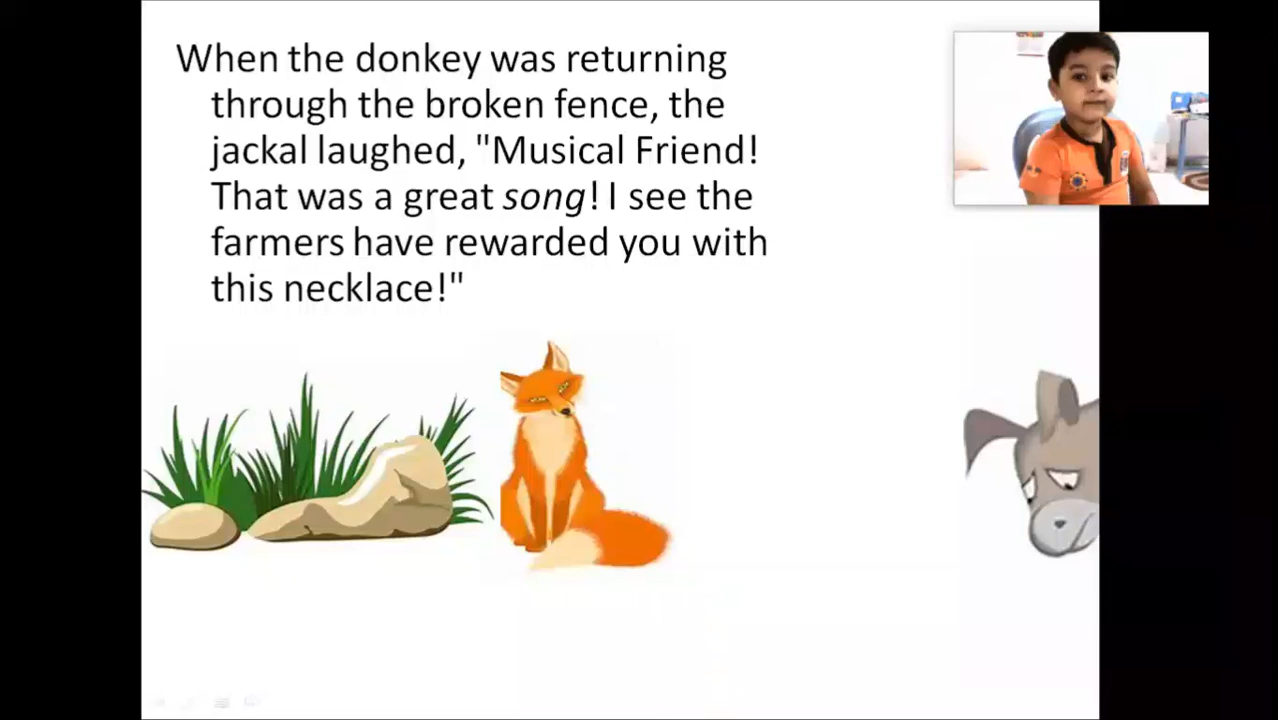 When the donkey was returning
through the broken fence, the
jackal laughed, "Musical Friend!
That was a great song! I see the
farmers have rewarded you with
this necklace!"